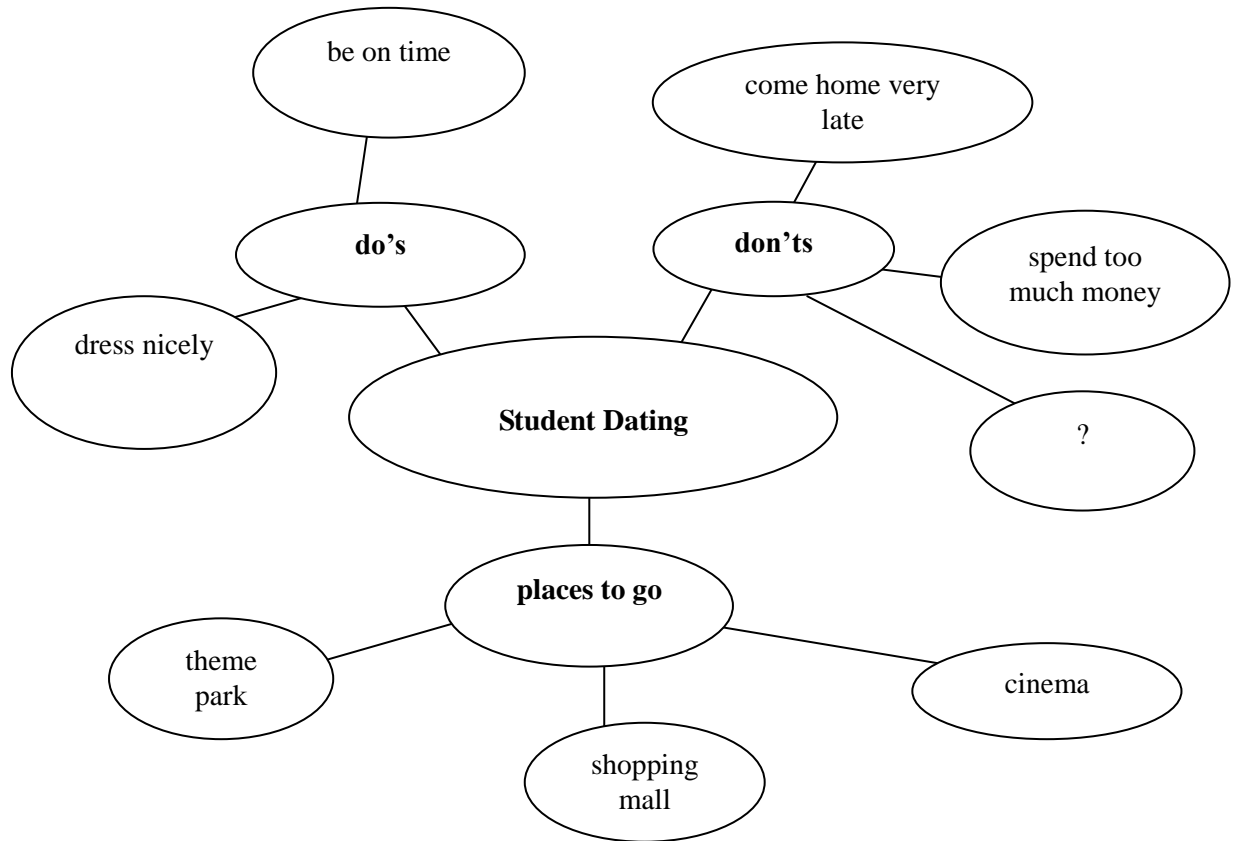 be on time
come home very
late
do’s
don’ts
spend too
much money
dress nicely
Student Dating
?
places to go
theme
park
cinema
shopping
mall